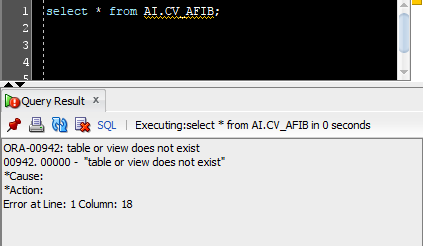 1 select * from AI.CV_AFIB;
2
3
4
5
Query Result x
SQL | Executing:select * from AI.CV_AFIB in 0 seconds
ORA-00942: table or view does not exist
00942. 00000 - "table or view does not exist"
*Cause:
*Action:
Error at Line: 1 Column: 18